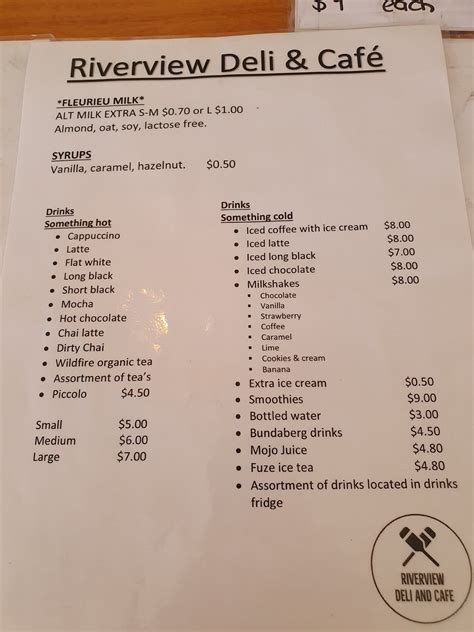 $ 9 each
Riverview Deli & Café
*FLEURIEU MILK*
ALT MILK EXTRA S-M $0.70 or L $1.00
Almond, oat, soy, lactose free.
SYRUPS
Vanilla, caramel, hazelnut. $0.50
Drinks
Something hot
• Cappuccino
• Latte
• Flat white
• Long black
• Short black
• Mocha
• Hot chocolate
• Chai latte
• Dirty Chai
• Wildfire organic tea
• Assortment of tea's
• Piccolo $4.50
Small $5.00
Medium $6.00
Large $7.00
Drinks
Something cold
• Iced coffee with ice cream $8.00
• Iced latte $8.00
• Iced long black $7.00
• Iced chocolate $8.00
• Milkshakes $8.00
▪ Chocolate
▪ Vanilla
▪ Strawberry
▪ Coffee
▪ Caramel
▪ Lime
▪ Cookies & cream
▪ Banana
• Extra ice cream $0.50
• Smoothies $9.00
• Bottled water $3.00
• Bundaberg drinks $4.50
• Mojo Juice $4.80
• Fuze ice tea $4.80
• Assortment of drinks located in drinks
fridge
RIVERVIEW
DELI AND CAFE